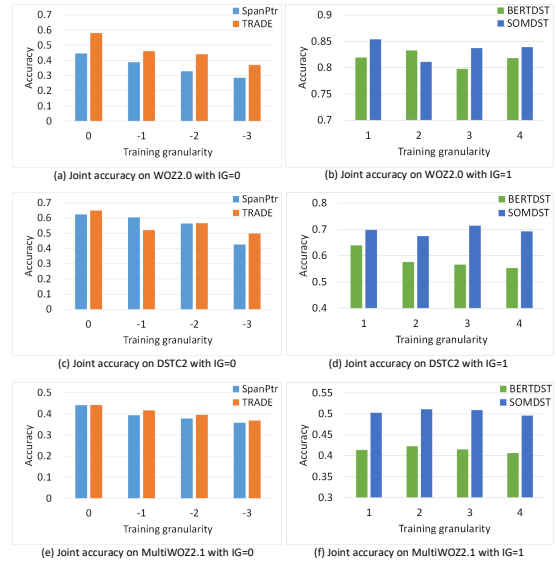 SpanPtr
TRADE
0.7
0.6
0.5
0.4
0.3
0.2
0.1
0
Accuracy
0 -1 -2 -3
Training granularity
(a) Joint accuracy on WOZ2.0 with IG=0
BERTDST
SOMDST
0.9
0.85
0.8
0.75
0.7
Accuracy
1 2 3 4
Training granularity
(b) Joint accuracy on WOZ2.0 with IG=1
SpanPtr
TRADE
0.7
0.6
0.5
0.4
0.3
0.2
0.1
0
Accuracy
0 -1 -2 -3
Training granularity
(c) Joint accuracy on DSTC2 with IG=0
BERTDST
SOMDST
0.8
0.7
0.6
0.5
0.4
Accuracy
1 2 3 4
Training granularity
(d) Joint accuracy on DSTC2 with IG=1
SpanPtr
TRADE
0.5
0.4
0.3
0.2
0.1
0
Accuracy
0 -1 -2 -3
Training granularity
(e) Joint accuracy on MultiWOZ2.1 with IG=0
BERTDST
SOMDST
0.55
0.5
0.45
0.4
0.35
0.3
Accuracy
1 2 3 4
Training granularity
(f) Joint accuracy on MultiWOZ2.1 with IG=1